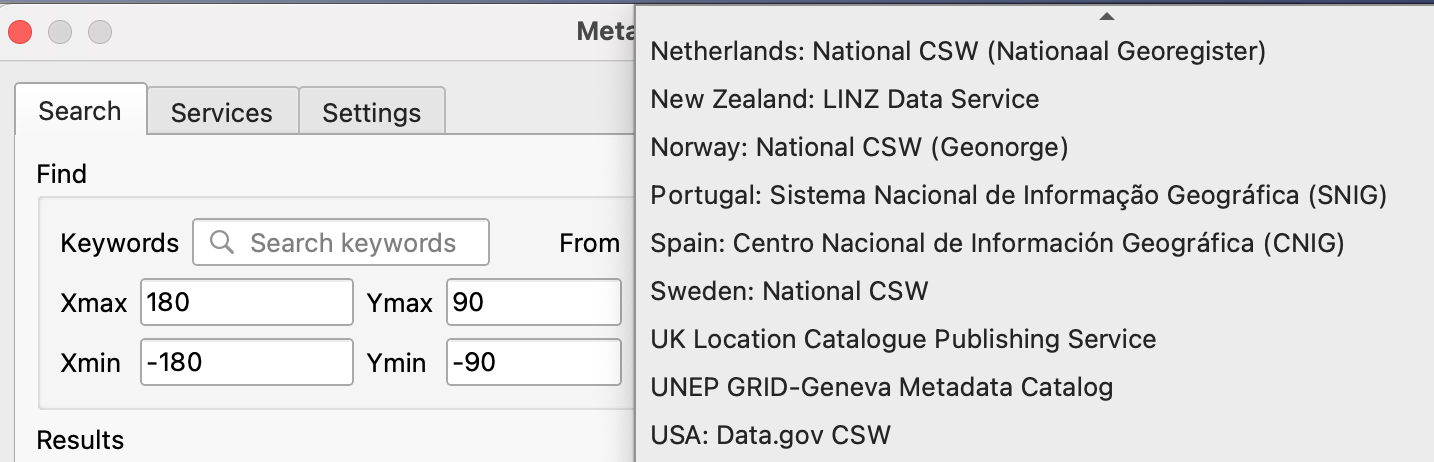 Meta
Search
Services
Settings
Find
Keywords
Search keywords
From
Xmax 180 Ymax 90
Xmin -180 Ymin -90
Results
Netherlands: National CSW (Nationaal Georegister)
New Zealand: LINZ Data Service
Norway: National CSW (Geonorge)
Portugal: Sistema Nacional de Informação Geográfica (SNIG)
Spain: Centro Nacional de Información Geográfica (CNIG)
Sweden: National CSW
UK Location Catalogue Publishing Service
UNEP GRID-Geneva Metadata Catalog
USA: Data.gov CSW